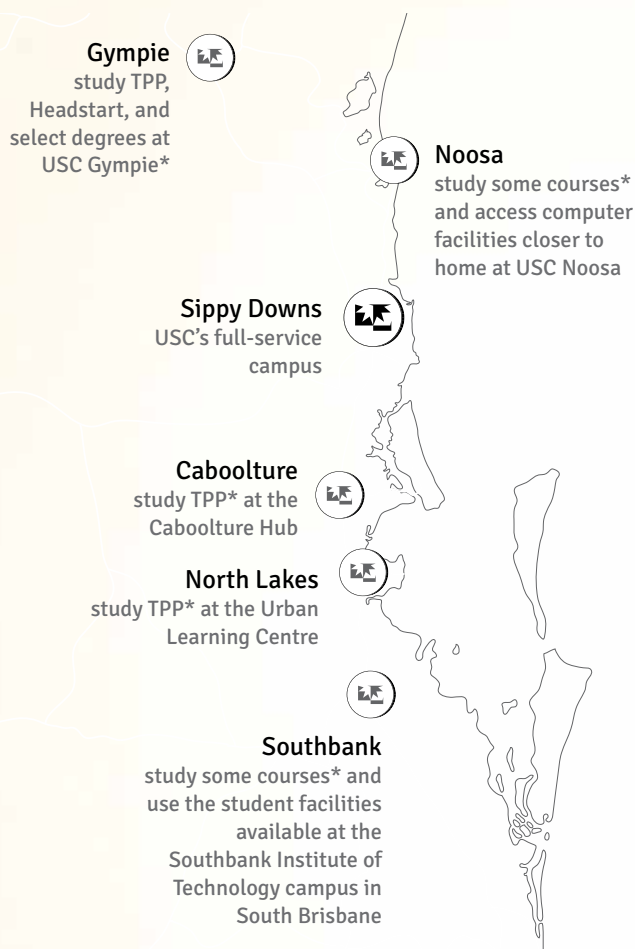 Gympie
study TPP,
Headstart, and
select degrees at
USC Gympie*
Noosa
study some courses*
and access computer
facilities closer to
home at USC Noosa
Sippy Downs
USC’s full-service
campus
Caboolture
study TPP* at the
Caboolture Hub
North Lakes
study TPP* at the Urban
Learning Centre
Southbank
study some courses* and
use the student facilities
available at the
Southbank Institute of
Technology campus in
South Brisbane